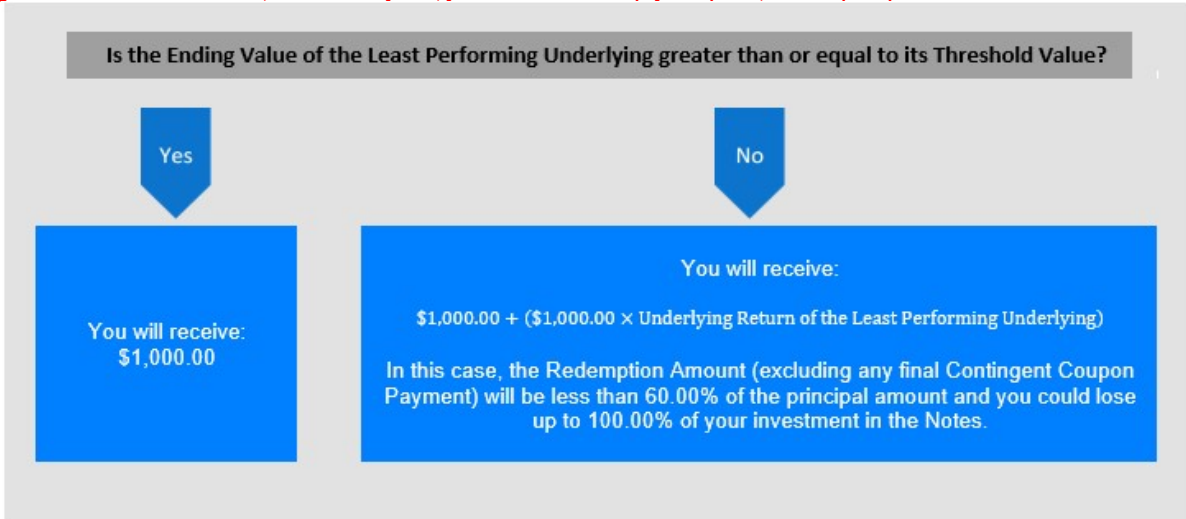 Is the Ending Value of the Least Performing Underlying greater than or equal to its Threshold Value?
Yes
No
You will receive:
$1,000.00
You will receive:
$1,000.00 + ($1,000.00 × Underlying Return of the Least Performing Underlying)
In this case, the Redemption Amount (excluding any final Contingent Coupon
Payment) will be less than 60.00% of the principal amount and you could lose
up to 100.00% of your investment in the Notes.